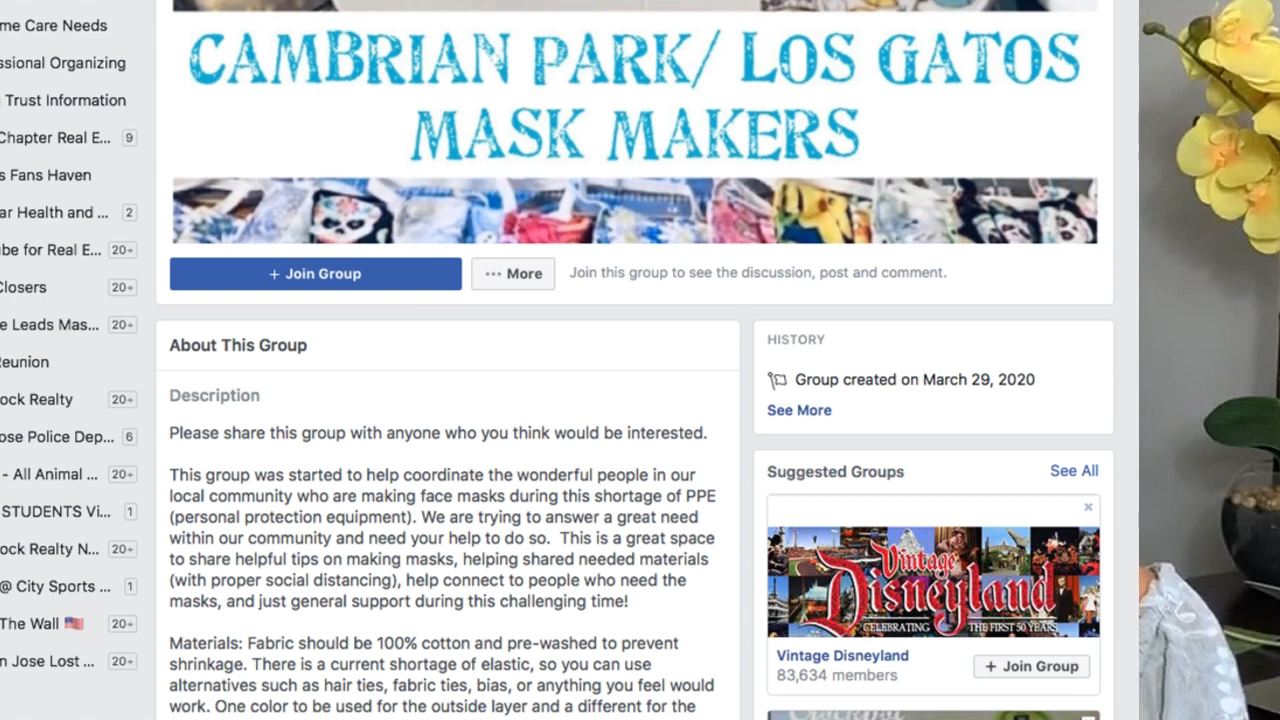 me Care Needs
ssional Organizing
Trust Information
Chapter Real E... 9
s Fans Haven
ar Health and ... 2
be for Real E... 20+
Closers 20+
e Leads Mas... 20+
Reunion
ock Realty 20+
ose Police Dep... 6
- All Animal ... 20+
STUDENTS Vi... 1
ock Realty N... 20+
@ City Sports ... 1
The Wall 🇺🇸 20+
n Jose Lost ... 20+
CAMBRIAN PARK/ LOS GATOS
MASK MAKERS
+ Join Group
••• More
Join this group to see the discussion, post and comment.
About This Group
Description
Please share this group with anyone who you think would be interested.
This group was started to help coordinate the wonderful people in our
local community who are making face masks during this shortage of PPE
(personal protection equipment). We are trying to answer a great need
within our community and need your help to do so. This is a great space
to share helpful tips on making masks, helping shared needed materials
(with proper social distancing), help connect to people who need the
masks, and just general support during this challenging time!
Materials: Fabric should be 100% cotton and pre-washed to prevent
shrinkage. There is a current shortage of elastic, so you can use
alternatives such as hair ties, fabric ties, bias, or anything you feel would
work. One color to be used for the outside layer and a different for the
HISTORY
Group created on March 29, 2020
See More
Suggested Groups
See All
Vintage
Disneyland
CELEBRATING THE FIRST 50 YEARS
Vintage Disneyland
83,634 members
+ Join Group